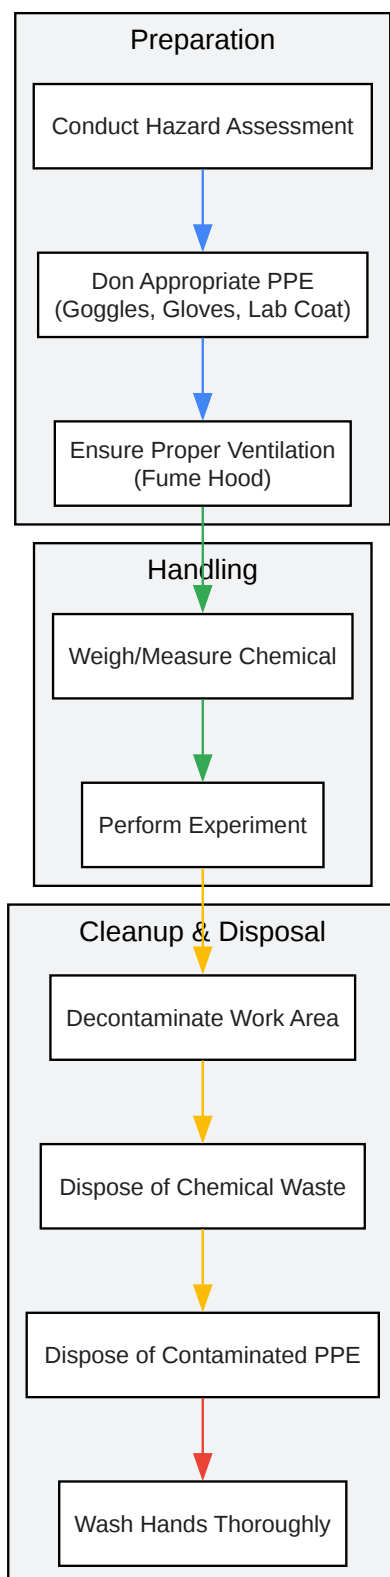 Preparation
Conduct Hazard Assessment
Don Appropriate PPE
(Goggles, Gloves, Lab Coat)
Ensure Proper Ventilation
(Fume Hood)
Handling
Weigh/Measure Chemical
Perform Experiment
Cleanup & Disposal
Decontaminate Work Area
Dispose of Chemical Waste
Dispose of Contaminated PPE
Wash Hands Thoroughly